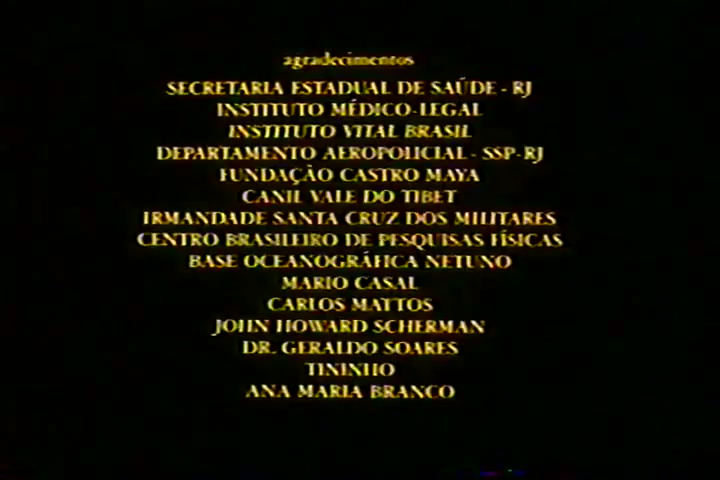 agradecimentos
SECRETARIA ESTADUAL DE SAÚDE - RJ
INSTITUTO MÉDICO-LEGAL
INSTITUTO VITAL BRASIL
DEPARTAMENTO AEROPOLICIAL - SSP-RJ
FUNDAÇÃO CASTRO MAYA
CANIL VALE DO TIBET
IRMANDADE SANTA CRUZ DOS MILITARES
CENTRO BRASILEIRO DE PESQUISAS FÍSICAS
BASE OCEANOGRÁFICA NETUNO
MARIO CASAL
CARLOS MATTOS
JOHN HOWARD SCHERMAN
DR. GERALDO SOARES
TININHO
ANA MARIA BRANCO